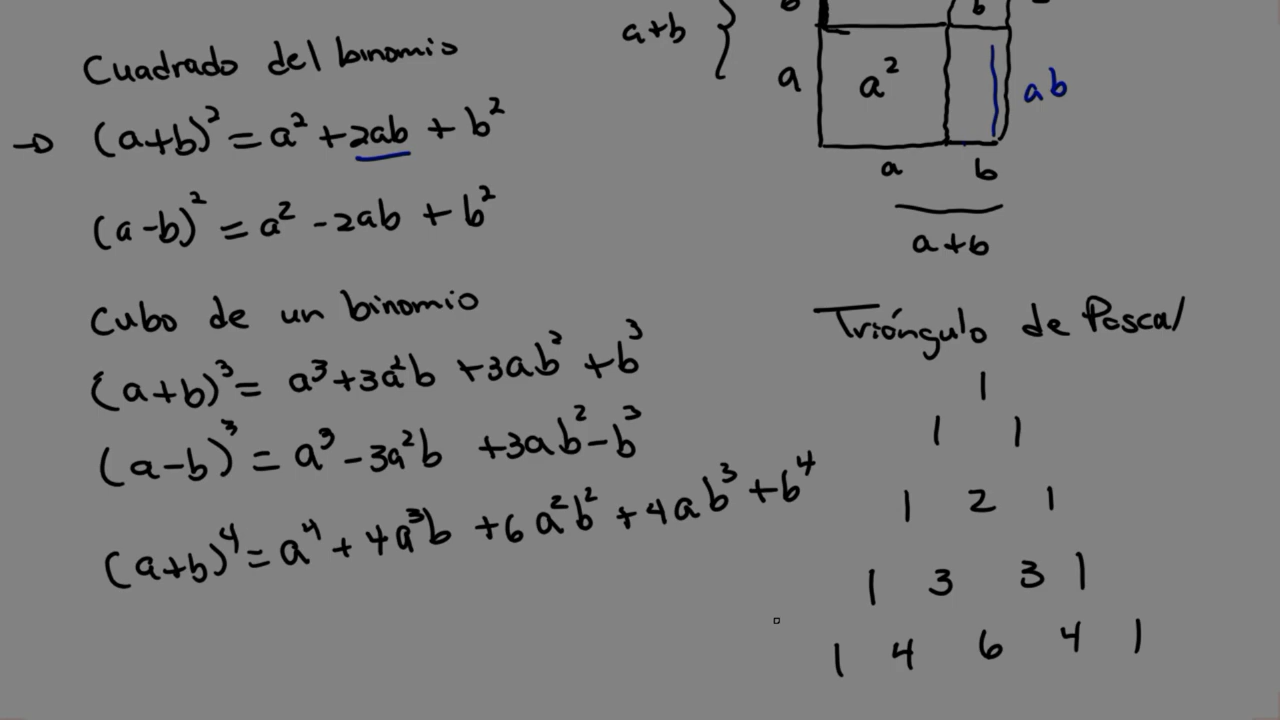 Cuadrado del binomio
→ (a+b)² = a² + 2ab + b²
(a-b)² = a² - 2ab + b²
Cubo de un binomio
(a+b)³ = a³ + 3a²b + 3ab² + b³
(a-b)³ = a³ - 3a²b + 3ab² - b³
(a+b)⁴ = a⁴ + 4a³b + 6a²b² + 4ab³ + b⁴
b
a+b } a a² ab
a b
a+b
Triángulo de Pascal
1
1 1
1 2 1
1 3 3 1
1 4 6 4 1